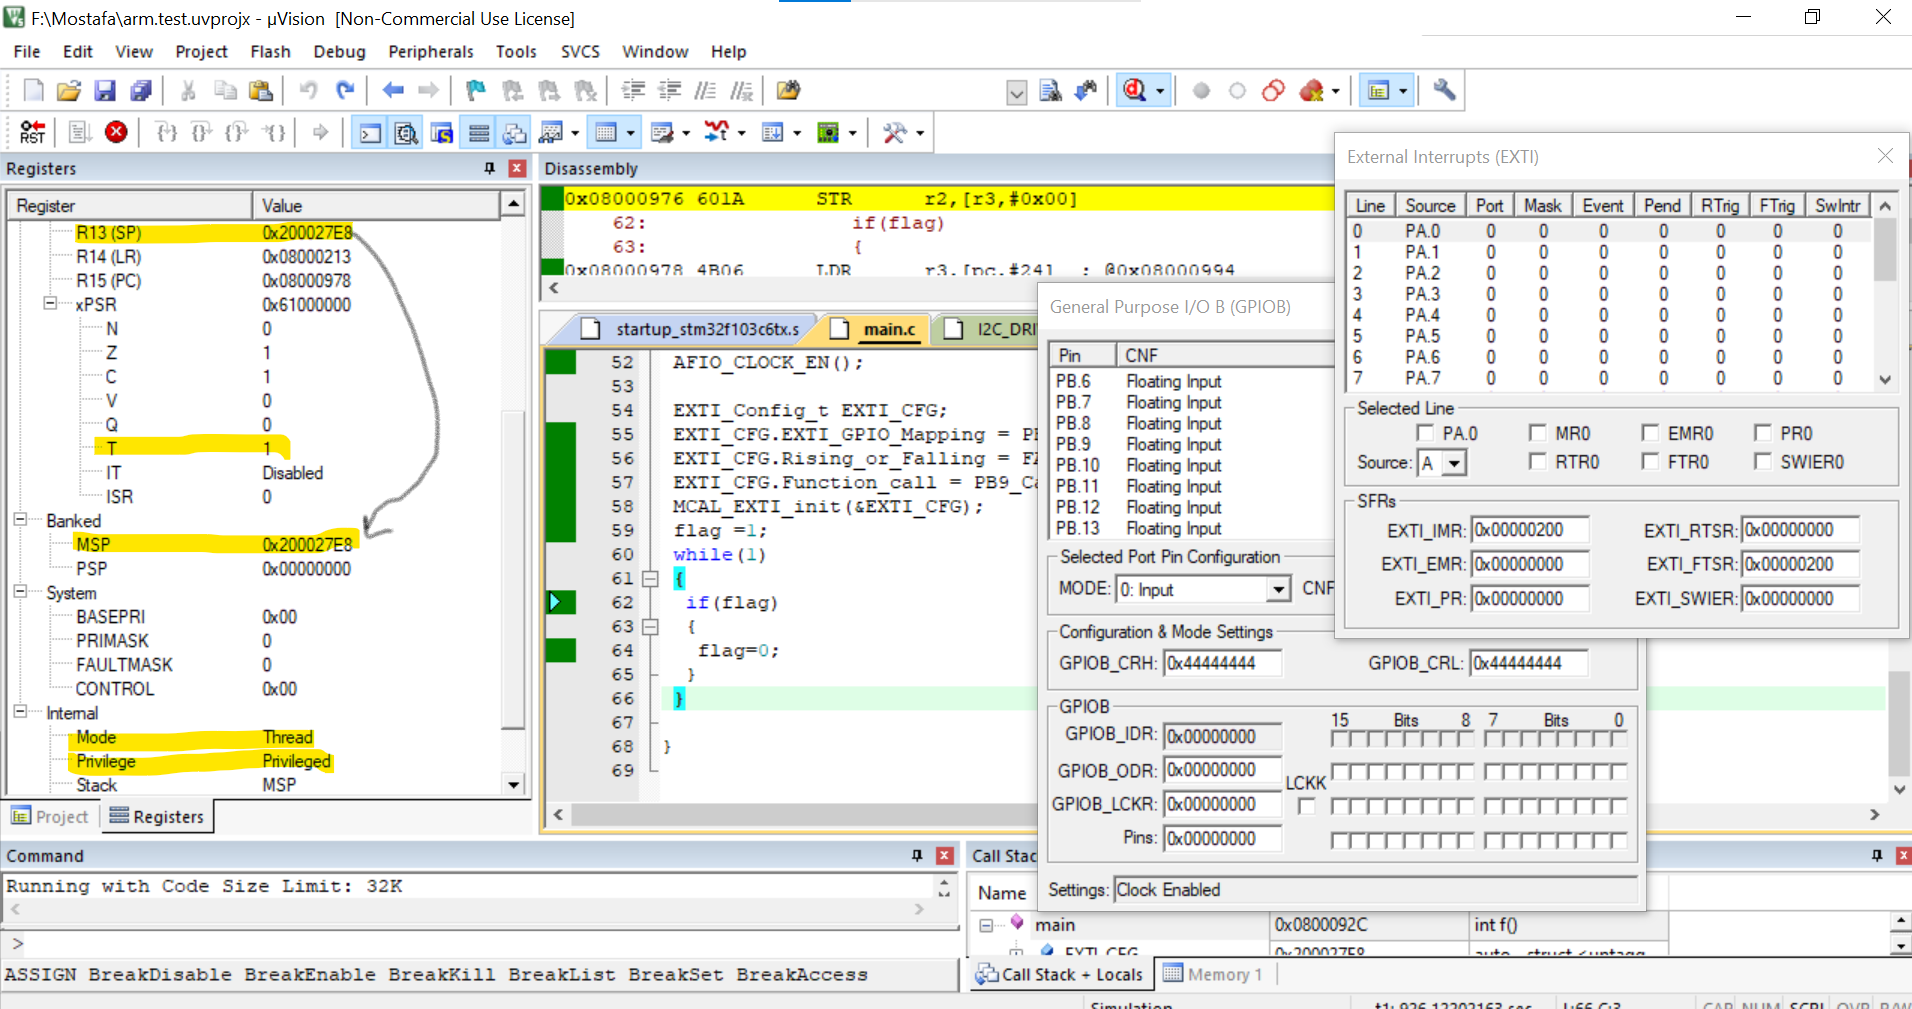 F:\Mostafa\arm.test.uvprojx - µVision  [Non-Commercial Use License]
File Edit View Project Flash Debug Peripherals Tools SVCS Window Help
RST
Registers
Register Value
R13 (SP) 0x200027E8
R14 (LR) 0x08000213
R15 (PC) 0x08000978
xPSR 0x61000000
N 0
Z 1
C 1
V 0
Q 0
T 1
IT Disabled
ISR 0
Banked
MSP 0x200027E8
PSP 0x00000000
System
BASEPRI 0x00
PRIMASK 0
FAULTMASK 0
CONTROL 0x00
Internal
Mode Thread
Privilege Privileged
Stack MSP
Project Registers
Disassembly
0x08000976 601A STR r2,[r3,#0x00]
62: if(flag)
63: {
0x08000978 4B06 LDR r3,[pc,#24] ; @0x08000994
startup_stm32f103c6tx.s main.c I2C_DRI
52 AFIO_CLOCK_EN();
53
54 EXTI_Config_t EXTI_CFG;
55 EXTI_CFG.EXTI_GPIO_Mapping = P
56 EXTI_CFG.Rising_or_Falling = F
57 EXTI_CFG.Function_call = PB9_C
58 MCAL_EXTI_init(&EXTI_CFG);
59 flag =1;
60 while(1)
61 {
62 if(flag)
63 {
64 flag=0;
65 }
66 }
67
68 }
69
General Purpose I/O B (GPIOB)
Pin CNF
PB.6 Floating Input
PB.7 Floating Input
PB.8 Floating Input
PB.9 Floating Input
PB.10 Floating Input
PB.11 Floating Input
PB.12 Floating Input
PB.13 Floating Input
Selected Port Pin Configuration
MODE: 0: Input CNF
Configuration & Mode Settings
GPIOB_CRH: 0x44444444 GPIOB_CRL: 0x44444444
GPIOB
15 Bits 8 7 Bits 0
GPIOB_IDR: 0x00000000
GPIOB_ODR: 0x00000000
LCKK
GPIOB_LCKR: 0x00000000
Pins: 0x00000000
Settings: Clock Enabled
External Interrupts (EXTI)
Line Source Port Mask Event Pend RTrig FTrig SwIntr
0 PA.0 0 0 0 0 0 0 0
1 PA.1 0 0 0 0 0 0 0
2 PA.2 0 0 0 0 0 0 0
3 PA.3 0 0 0 0 0 0 0
4 PA.4 0 0 0 0 0 0 0
5 PA.5 0 0 0 0 0 0 0
6 PA.6 0 0 0 0 0 0 0
7 PA.7 0 0 0 0 0 0 0
Selected Line
PA.0 MR0 EMR0 PR0
Source: A RTR0 FTR0 SWIER0
SFRs
EXTI_IMR: 0x00000200 EXTI_RTSR: 0x00000000
EXTI_EMR: 0x00000000 EXTI_FTSR: 0x00000200
EXTI_PR: 0x00000000 EXTI_SWIER: 0x00000000
Command
Running with Code Size Limit: 32K
>
ASSIGN BreakDisable BreakEnable BreakKill BreakList BreakSet BreakAccess
Call Stac
Name
main 0x0800092C int f()
EXTI_CFG 0x200027E8 auto - struct <untagg
Call Stack + Locals Memory 1
Simulation t1: 926.12202163 sec L:66 C:3 CAP NUM SCRL OVR R/W